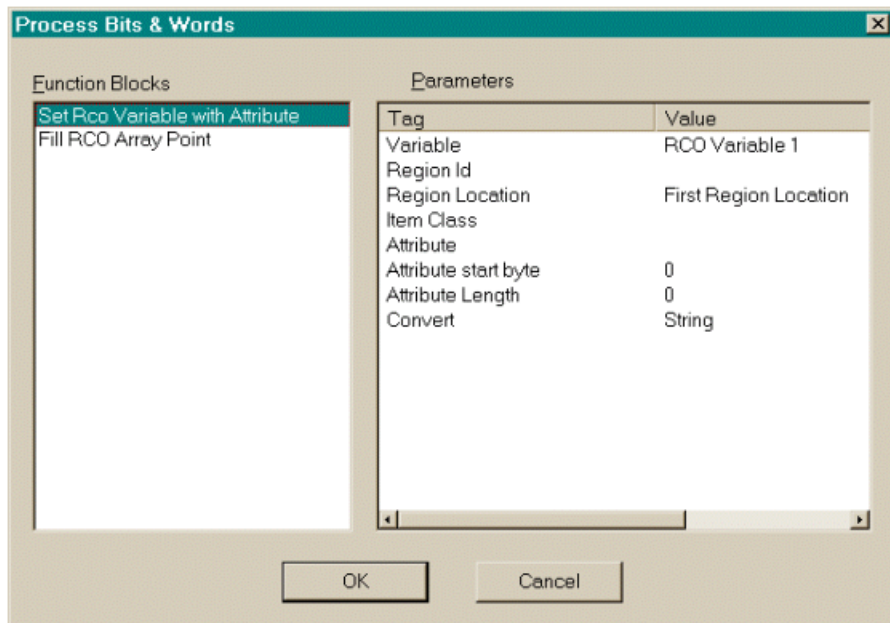 Process Bits & Words
Function Blocks
Set Rco Variable with Attribute
Fill RCO Array Point
Parameters
Tag Value
Variable RCO Variable 1
Region Id
Region Location First Region Location
Item Class
Attribute
Attribute start byte 0
Attribute Length 0
Convert String
OK Cancel